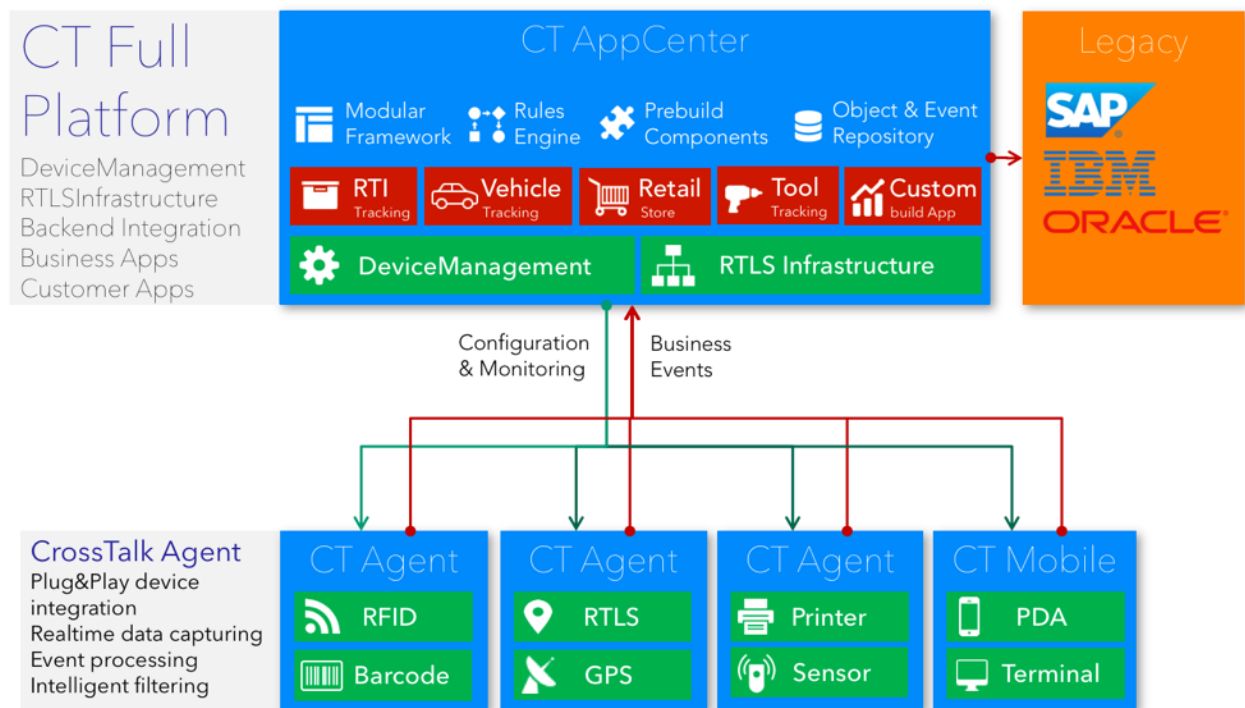 CT Full
Platform
DeviceManagement
RTLSInfrastructure
Backend Integration
Business Apps
Customer Apps
CT AppCenter
Modular
Framework
Rules
Engine
Prebuild
Components
Object & Event
Repository
RTI
Tracking
Vehicle
Tracking
Retail
Store
Tool
Tracking
Custom
build App
DeviceManagement
RTLS Infrastructure
Legacy
SAP®
IBM
ORACLE®
Configuration
& Monitoring
Business
Events
CrossTalk Agent
Plug&Play device
integration
Realtime data capturing
Event processing
Intelligent filtering
CT Agent
RFID
Barcode
CT Agent
RTLS
GPS
CT Agent
Printer
Sensor
CT Mobile
PDA
Terminal